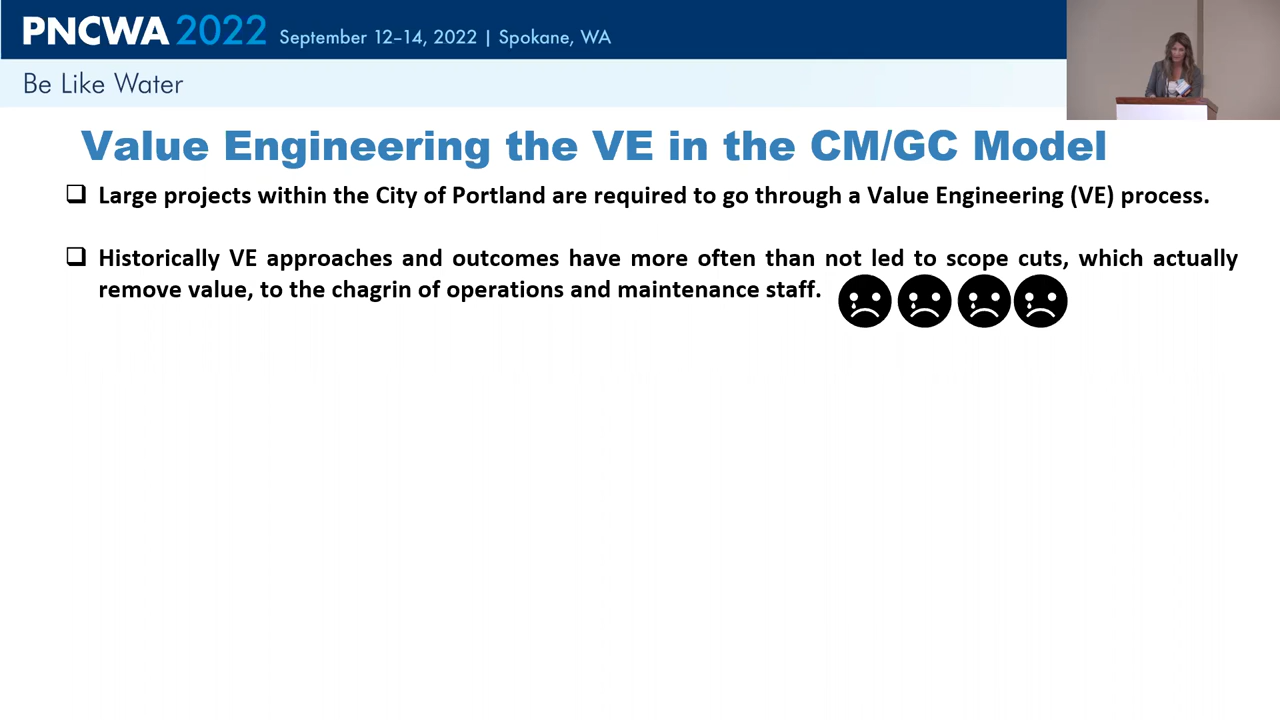 PNCWA 2022 September 12–14, 2022 | Spokane, WA
Be Like Water
Value Engineering the VE in the CM/GC Model
❑ Large projects within the City of Portland are required to go through a Value Engineering (VE) process.
❑ Historically VE approaches and outcomes have more often than not led to scope cuts, which actually
remove value, to the chagrin of operations and maintenance staff.